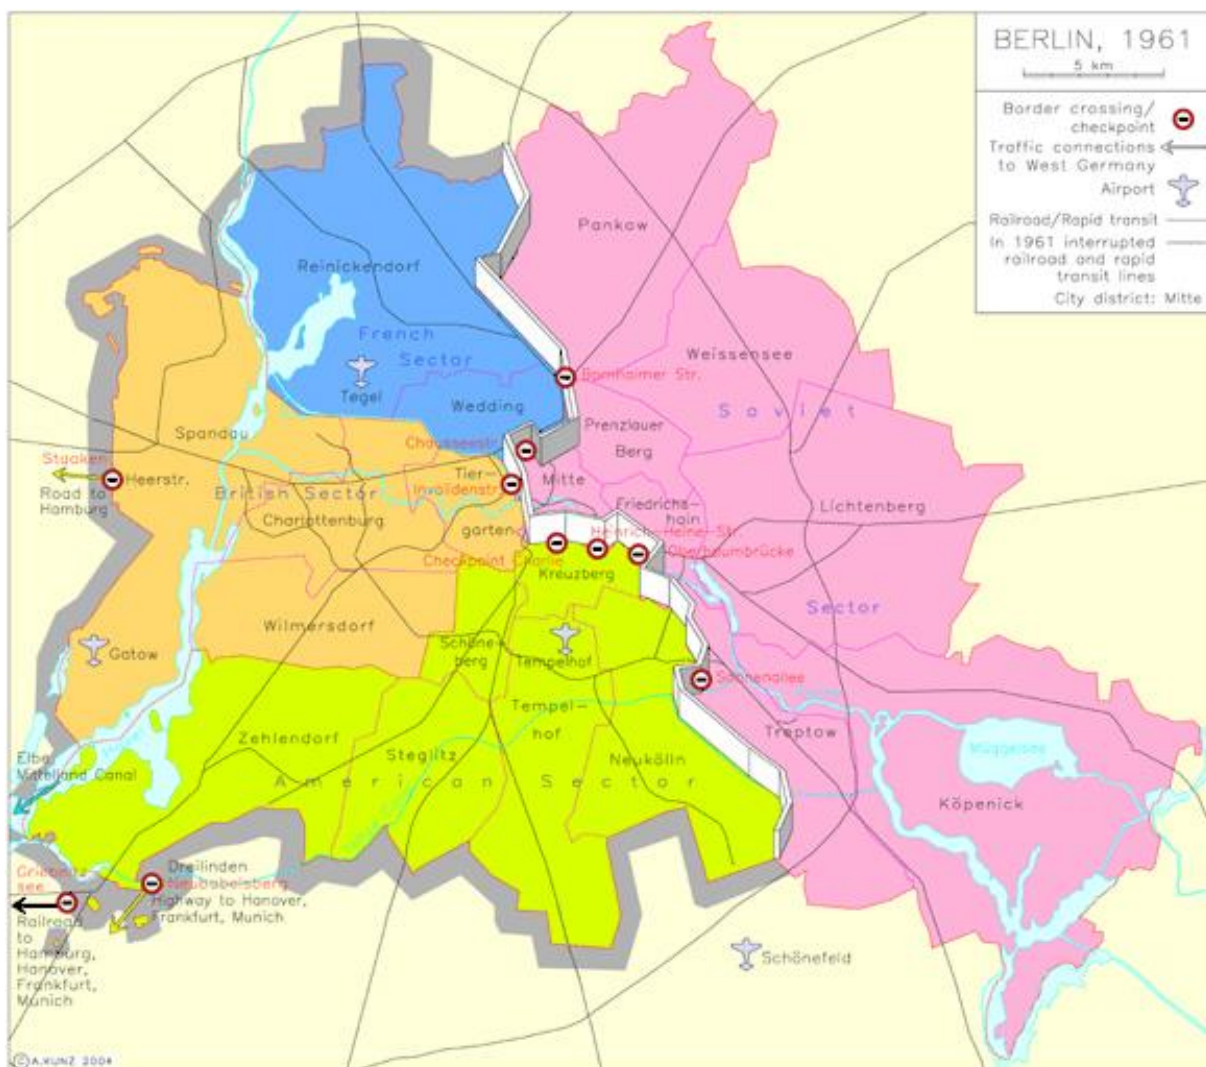 BERLIN, 1961
5 km
Border crossing/
checkpoint
Traffic connections
to West Germany
Airport
Railroad/Rapid transit
In 1961 interrupted
railroad and rapid
transit lines
City district: Mitte
Pankow
Reinickendorf
French
Sector
Weissensee
Tegel
Wedding
Bornholmer Str.
Soviet
Prenzlauer
Berg
Spandau
Chausseestr.
Staaken
Heerstr.
Road to
Hamburg
British Sector
Charlottenburg
Tier-
Invalidenstr.
garten
Mitte
Friedrichs-
hain
Lichtenberg
Heinrich-Heine-Str.
Checkpoint Charlie
Oberbaumbrücke
Kreuzberg
Sector
Wilmersdorf
Gatow
Schöne-
berg
Tempelhof
Sonnenallee
Tempel-
hof
Treptow
Zehlendorf
Steglitz
Neukölln
Müggelsee
Elbe,
Mittelland Canal
American Sector
Köpenick
Griebnitz-
see
Dreilinden
Neubabelsberg
Highway to Hanover,
Frankfurt, Munich
Railroad
to
Hamburg,
Hanover,
Frankfurt,
Munich
Schönefeld
©A.KUNZ 2004